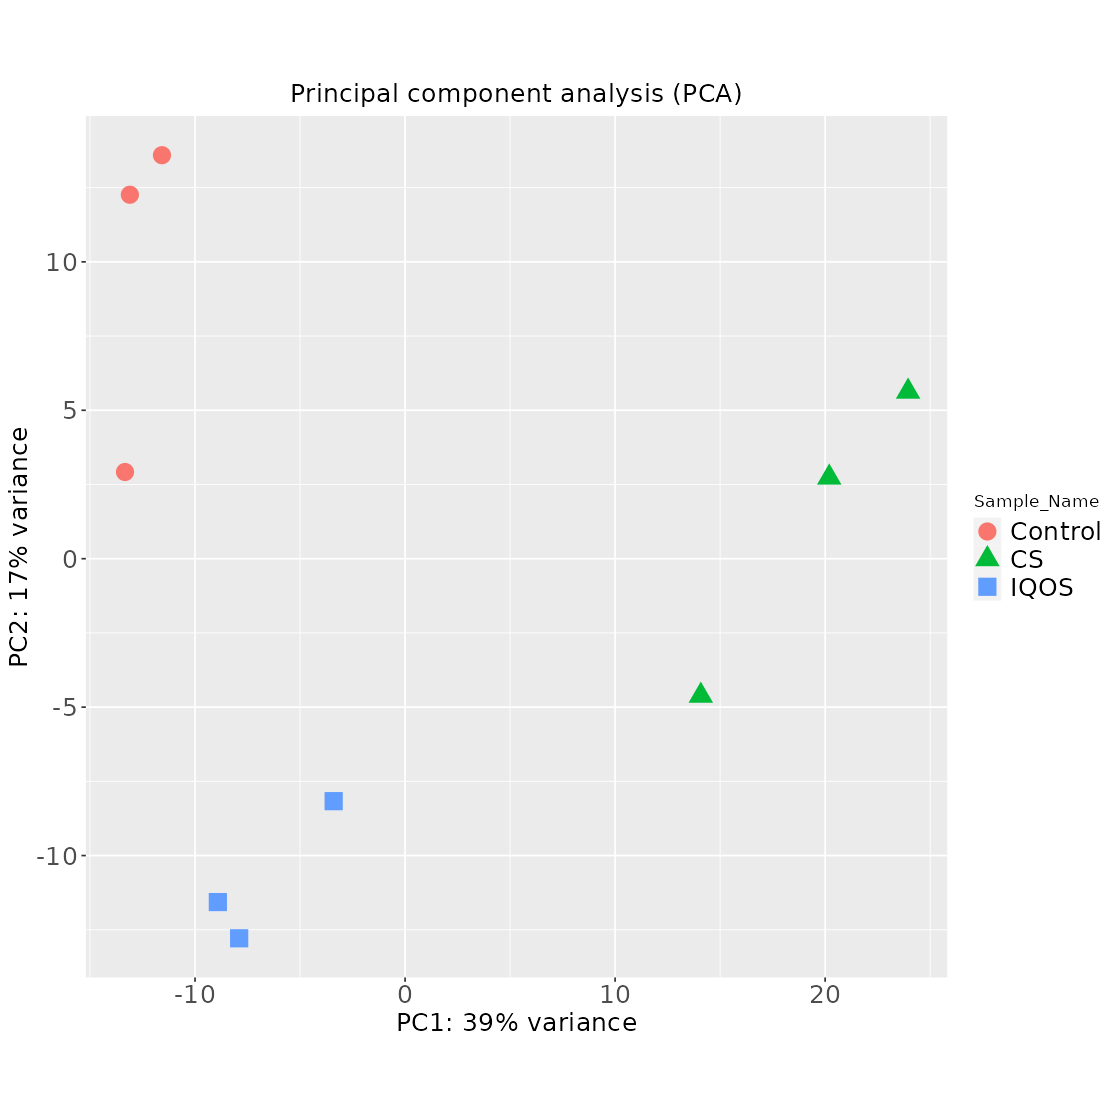 Principal component analysis (PCA)
10
5
0
-5
-10
PC2: 17% variance
-10
0
10
20
PC1: 39% variance
Sample_Name
Control
CS
IQOS